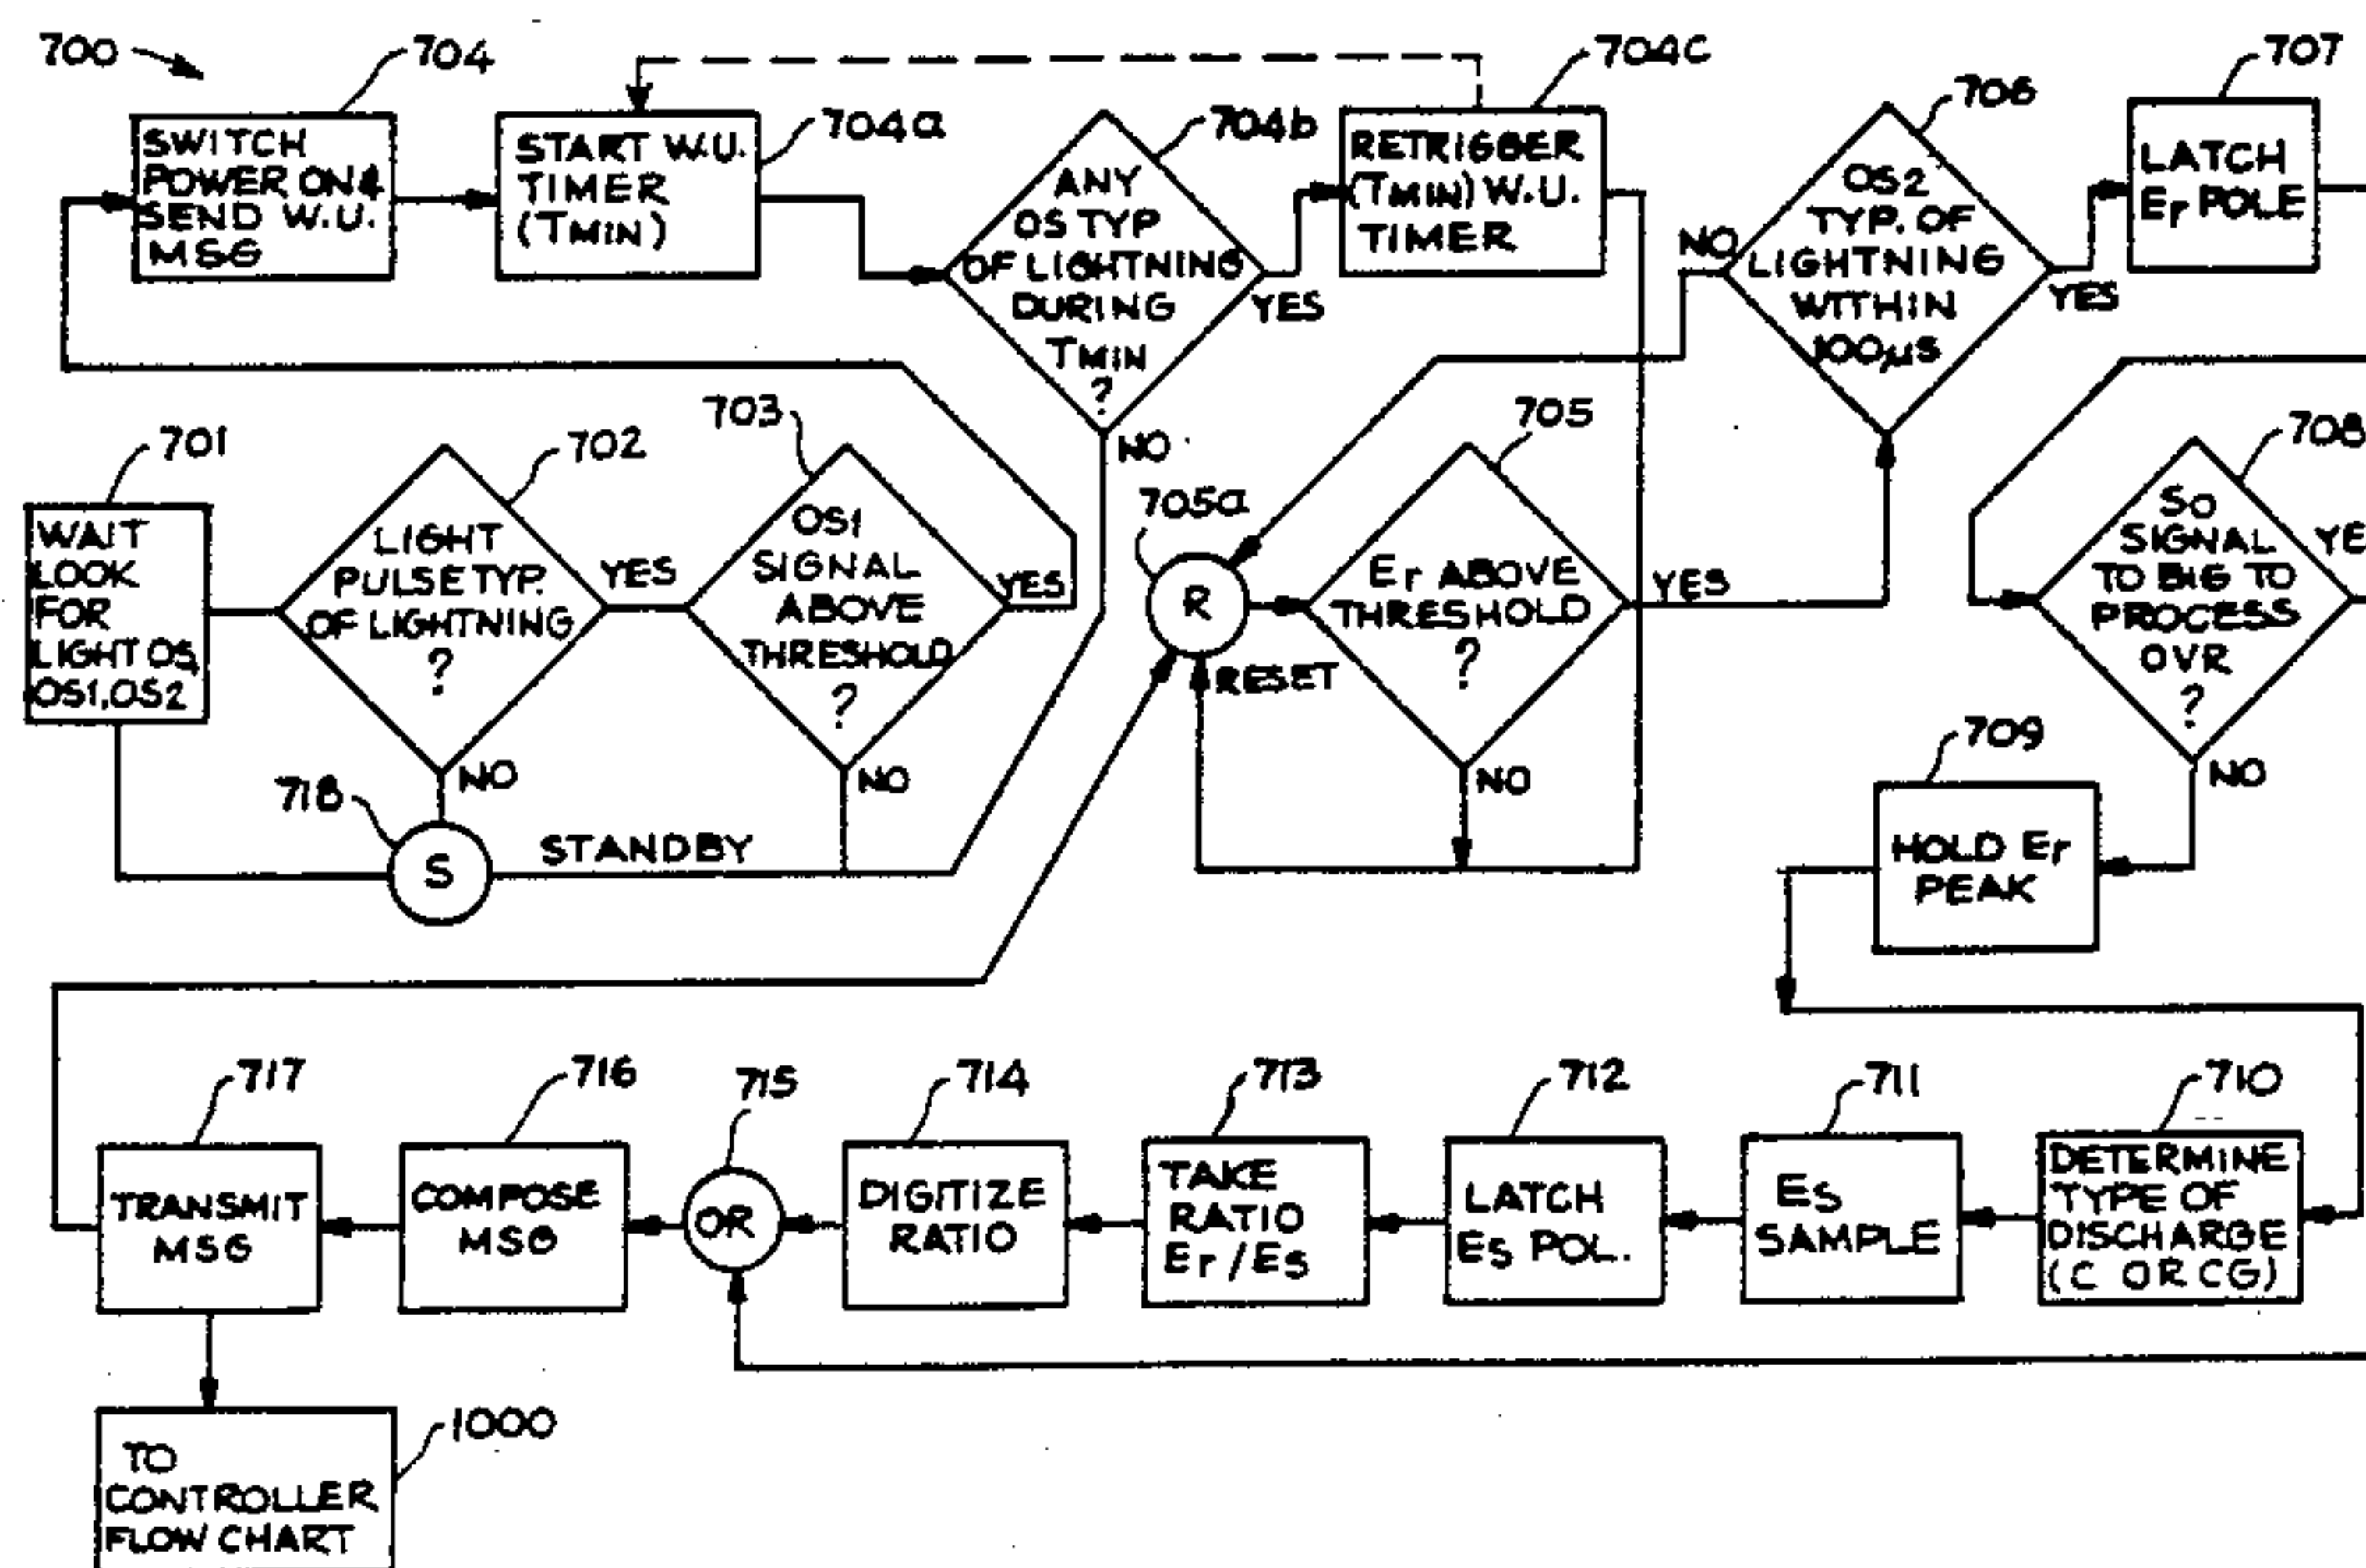 700
704
SWITCH
POWER ON &
SEND W.U.
MSG
704a
START W.U.
TIMER
(TMIN)
704b
ANY
OS TYP
OF LIGHTNING
DURING
TMIN
?
YES
NO
704C
RETRIGGER
(TMIN) W.U.
TIMER
706
OS2
TYP. OF
LIGHTNING
WITHIN
100µS
NO
YES
707
LATCH
Er POLE
701
WAIT
LOOK
FOR
LIGHT OS,
OS1, OS2
702
LIGHT
PULSE TYP.
OF LIGHTNING
?
YES
NO
703
OS1
SIGNAL
ABOVE
THRESHOLD
?
YES
NO
718
S
STANDBY
705a
R
RESET
705
Er ABOVE
THRESHOLD
?
YES
NO
708
SO
SIGNAL
TO BIG TO
PROCESS
OVR
?
YE
NO
709
HOLD Er
PEAK
717
TRANSMIT
MSG
716
COMPOSE
MSG
715
OR
714
DIGITIZE
RATIO
713
TAKE
RATIO
Er/Es
712
LATCH
Es POL.
711
Es
SAMPLE
710
DETERMINE
TYPE OF
DISCHARGE
(C OR CG)
1000
TO
CONTROLLER
FLOW CHART